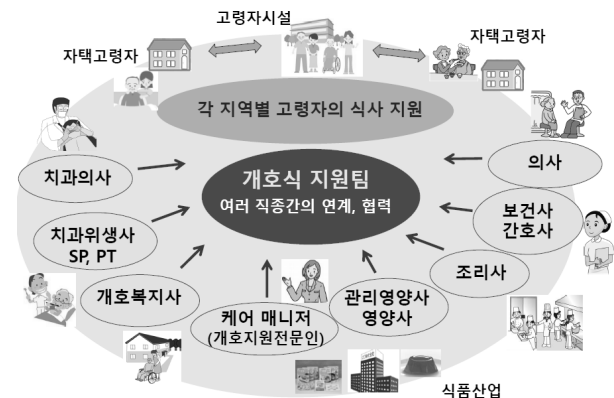 고령자시설
자택고령자
자택고령자
각 지역별 고령자의 식사 지원
개호식 지원팀
여러 직종간의 연계, 협력
치과의사
의사
치과위생사
SP, PT
보건사
간호사
개호복지사
조리사
케어 매니저
(개호지원전문인)
관리영양사
영양사
식품산업